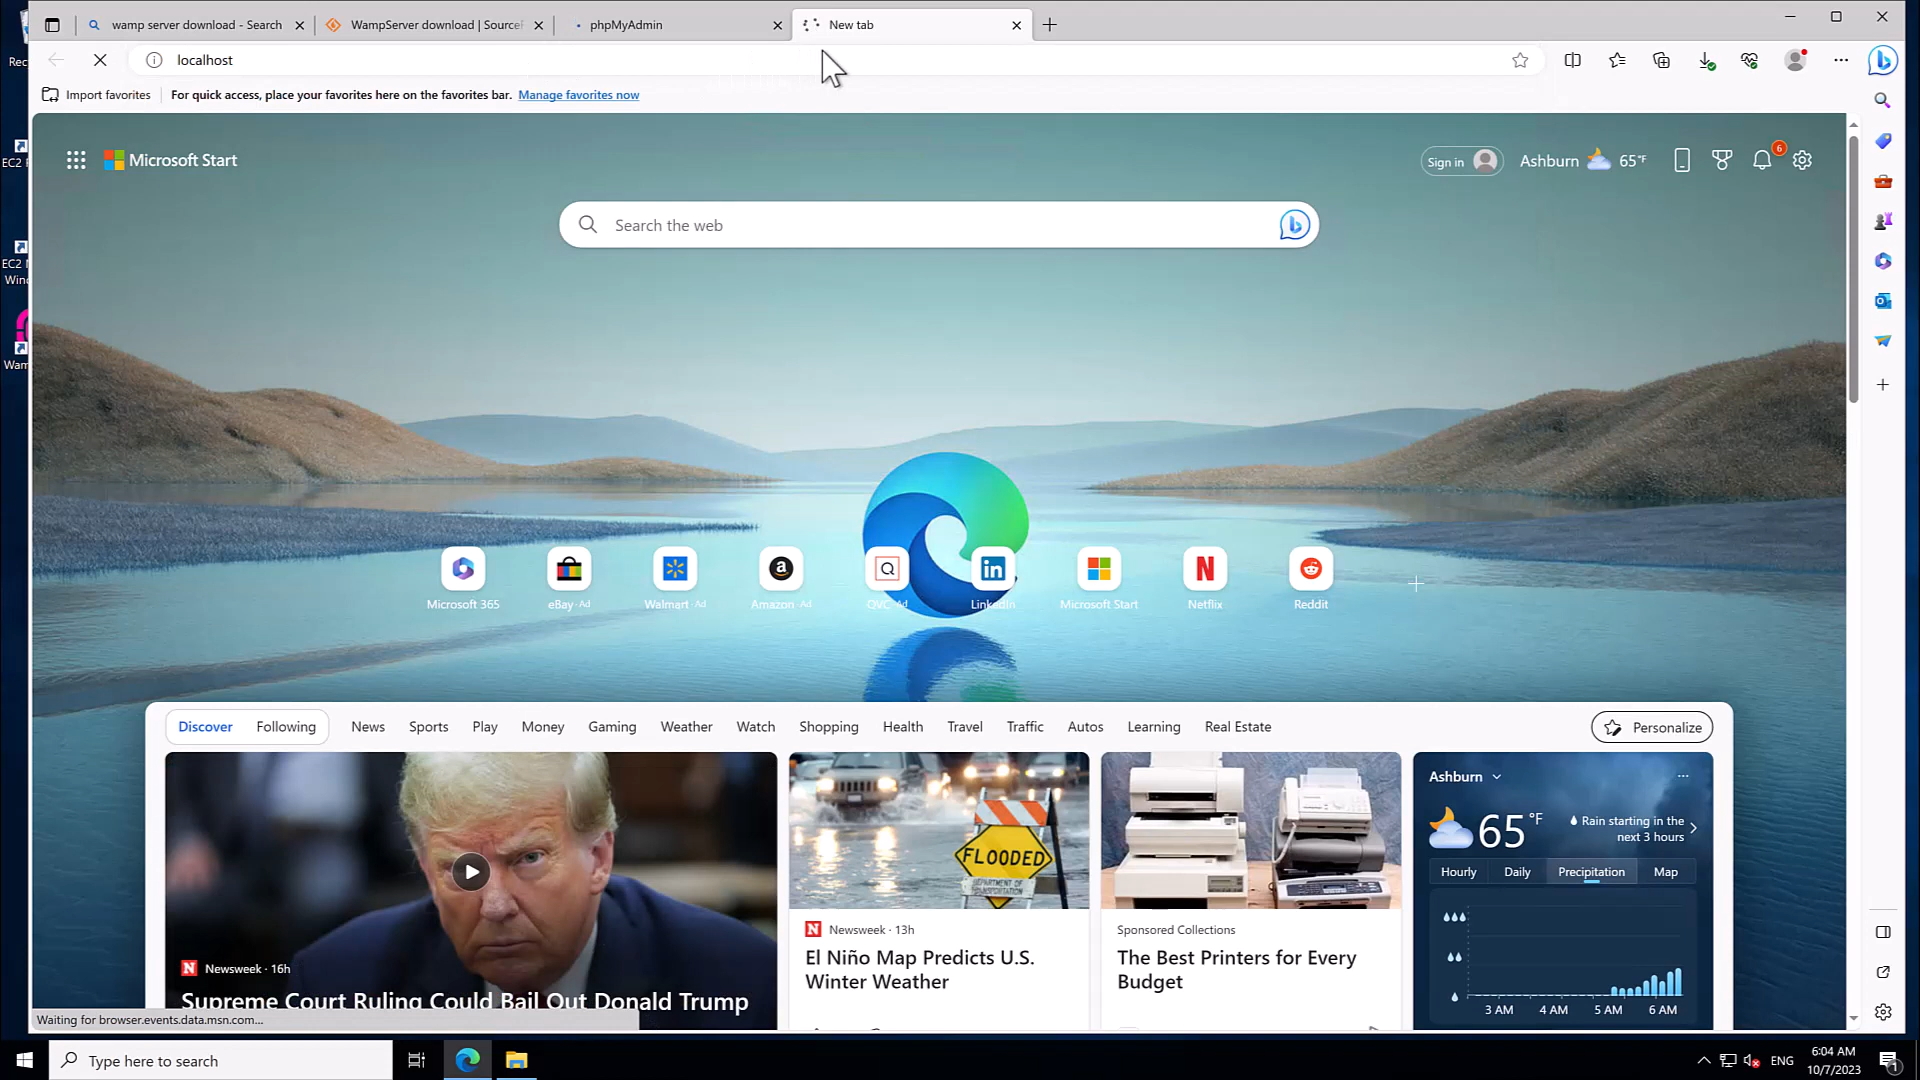 wamp server download - Search
WampServer download | Source
phpMyAdmin
New tab
localhost
Import favorites
For quick access, place your favorites here on the favorites bar. Manage favorites now
Microsoft Start
Sign in
Ashburn
65°F
6
Search the web
EC2
EC2
Wind
Microsoft 365
eBay · Ad
Walmart · Ad
Amazon · Ad
QVC · Ad
LinkedIn
Microsoft Start
Netflix
Reddit
Discover
Following
News
Sports
Play
Money
Gaming
Weather
Watch
Shopping
Health
Travel
Traffic
Autos
Learning
Real Estate
Personalize
FLOODED
DEPARTMENT OF
Newsweek · 16h
Supreme Court Ruling Could Bail Out Donald Trump
Newsweek · 13h
El Niño Map Predicts U.S.
Winter Weather
Sponsored Collections
The Best Printers for Every
Budget
Ashburn
65 °F
Rain starting in the
next 3 hours
Hourly
Daily
Precipitation
Map
3 AM
4 AM
5 AM
6 AM
Waiting for browser.events.data.msn.com...
Type here to search
ENG
6:04 AM
10/7/2023
1